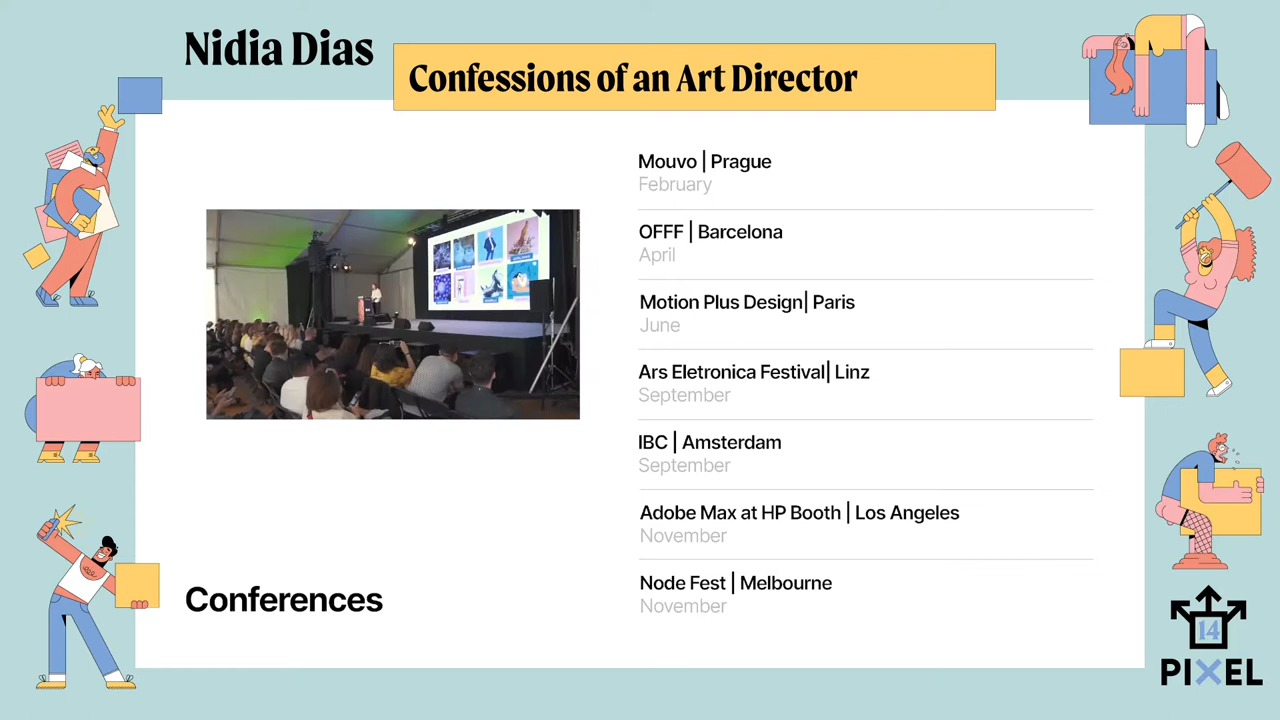 Nidia Dias
Confessions of an Art Director
Mouvo | Prague
February
OFFF | Barcelona
April
Motion Plus Design| Paris
June
Ars Eletronica Festival| Linz
September
IBC | Amsterdam
September
Adobe Max at HP Booth | Los Angeles
November
Node Fest | Melbourne
November
Conferences
14
PIXEL